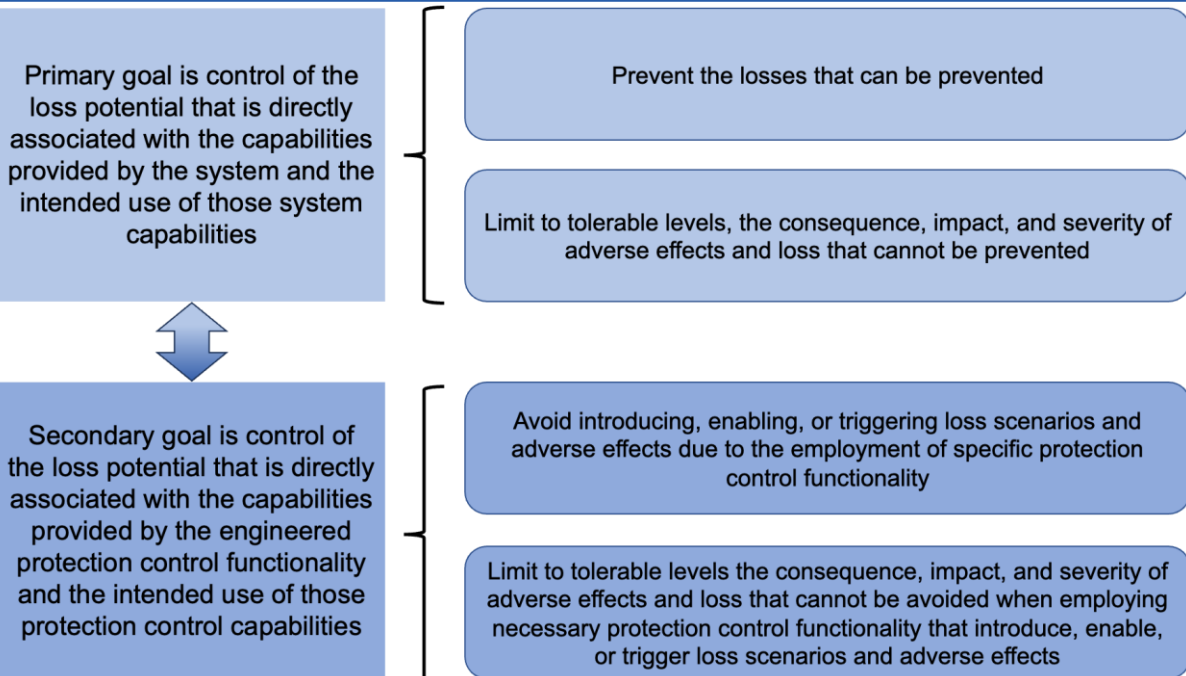 Primary goal is control of the
loss potential that is directly
associated with the capabilities
provided by the system and the
intended use of those system
capabilities
Prevent the losses that can be prevented
Limit to tolerable levels, the consequence, impact, and severity of
adverse effects and loss that cannot be prevented
Secondary goal is control of
the loss potential that is directly
associated with the capabilities
provided by the engineered
protection control functionality
and the intended use of those
protection control capabilities
Avoid introducing, enabling, or triggering loss scenarios and
adverse effects due to the employment of specific protection
control functionality
Limit to tolerable levels the consequence, impact, and severity of
adverse effects and loss that cannot be avoided when employing
necessary protection control functionality that introduce, enable,
or trigger loss scenarios and adverse effects